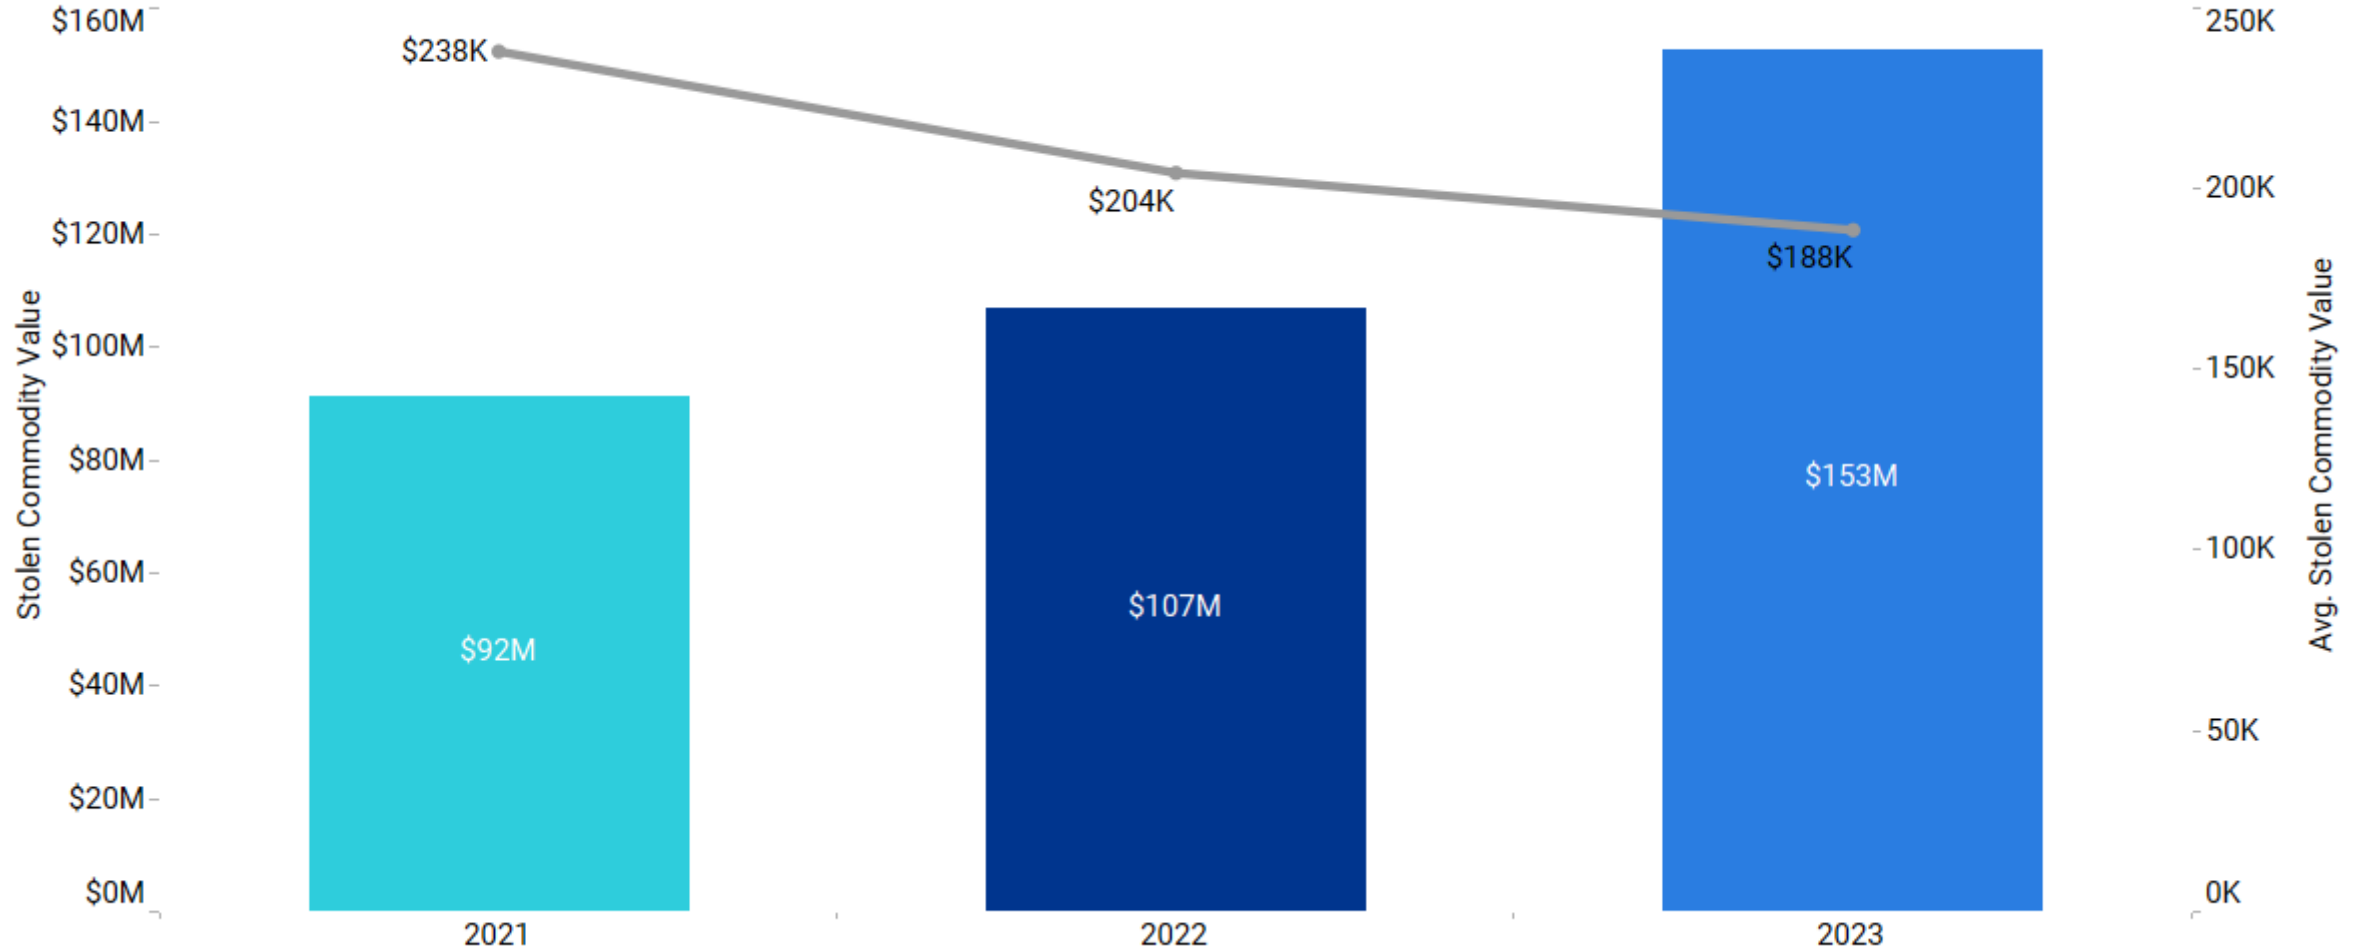 Stolen Commodity Value
$160M
$140M
$120M
$100M
$80M
$60M
$40M
$20M
$0M
$238K
$204K
$188K
$92M
$107M
$153M
2021
2022
2023
250K
200K
150K
100K
50K
0K
Avg. Stolen Commodity Value